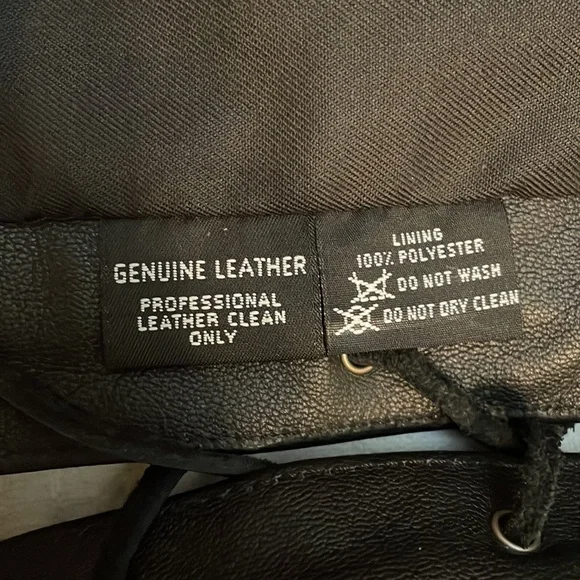 GENUINE LEATHER
PROFESSIONAL
LEATHER CLEAN
ONLY
LINING
100% POLYESTER
DO NOT WASH
DO NOT DRY CLEAN